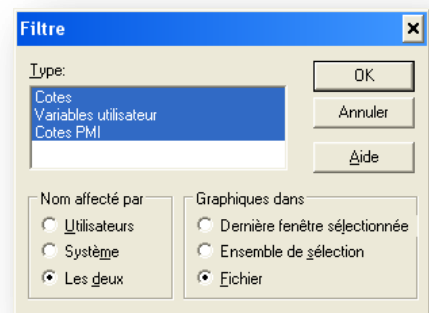 Filtre
Type:
Cotes
Variables utilisateur
Cotes PMI
OK
Annuler
Aide
Nom affecté par
Utilisateurs
Système
Les deux
Graphiques dans
Dernière fenêtre sélectionnée
Ensemble de sélection
Fichier